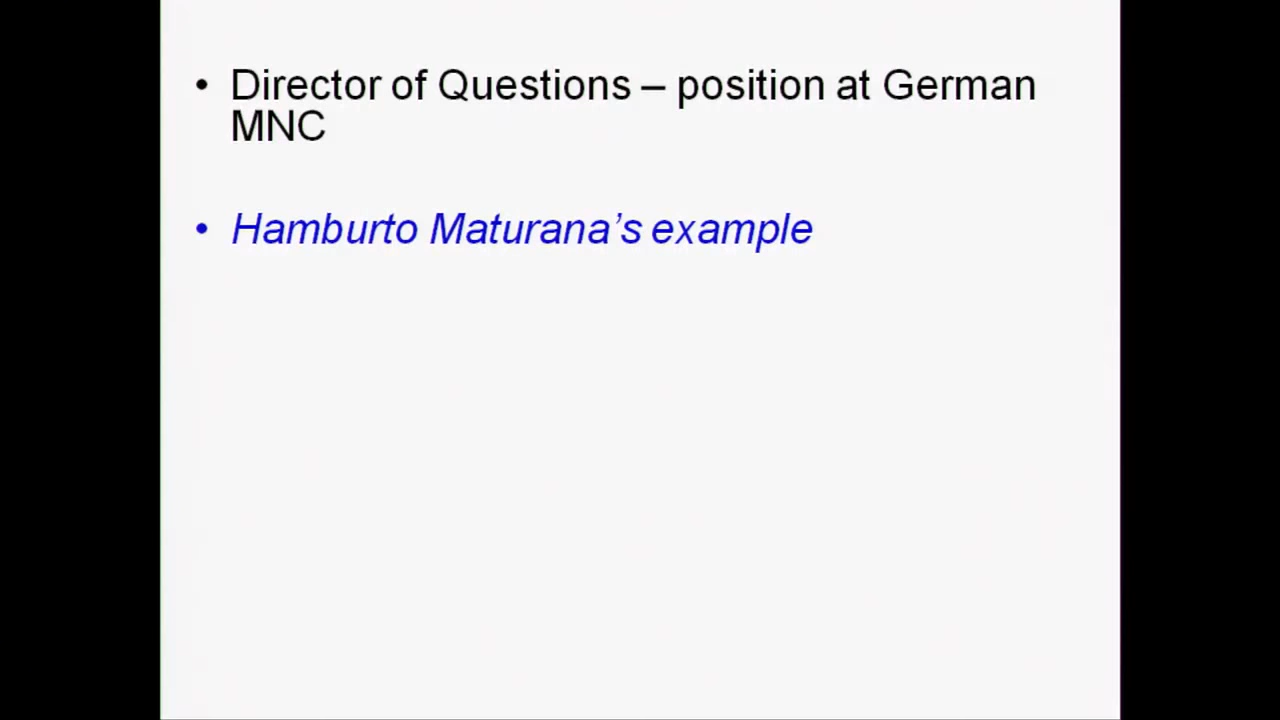 • Director of Questions – position at German
MNC
• Hamburto Maturana’s example